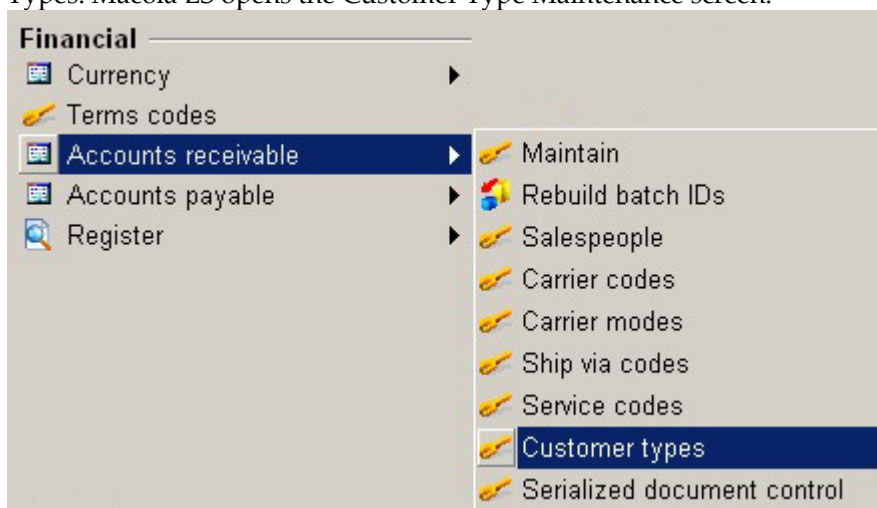 Types. Macola ES opens the Customer Type Maintenance screen.
Financial
Currency
Terms codes
Accounts receivable
Accounts payable
Register
Maintain
Rebuild batch IDs
Salespeople
Carrier codes
Carrier modes
Ship via codes
Service codes
Customer types
Serialized document control